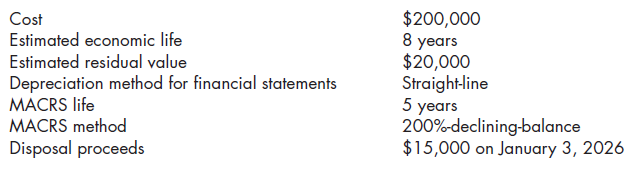 Cost $200,000
Estimated economic life 8 years
Estimated residual value $20,000
Depreciation method for financial statements Straight-line
MACRS life 5 years
MACRS method 200%-declining-balance
Disposal proceeds $15,000 on January 3, 2026